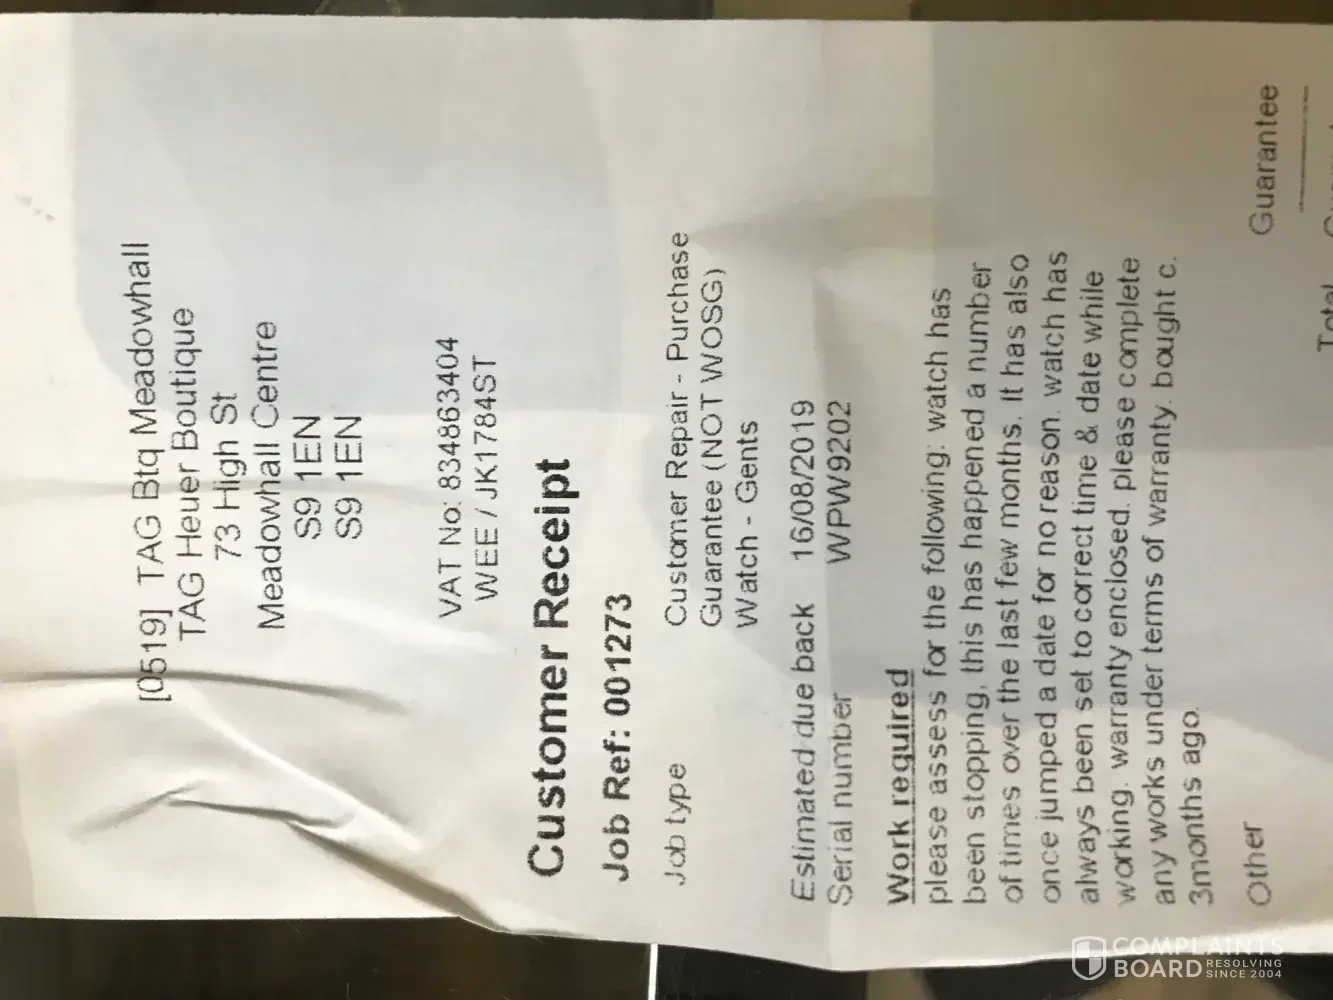 [0519] TAG Btq Meadowhall
TAG Heuer Boutique
73 High St
Meadowhall Centre
S9 1EN
S9 1EN
VAT No: 834863404
WEE / JK1784ST
Customer Receipt
Job Ref: 001273
Job type Customer Repair - Purchase
Guarantee (NOT WOSG)
Watch - Gents
Estimated due back 16/08/2019
Serial number WPW9202
Work required
please assess for the following: watch has
been stopping, this has happened a number
of times over the last few months. It has also
once jumped a date for no reason. watch has
always been set to correct time & date while
working. warranty enclosed. please complete
any works under terms of warranty. bought c.
3months ago.
Other Guarantee
Total
COMPLAINTS
BOARD RESOLVING
SINCE 2004